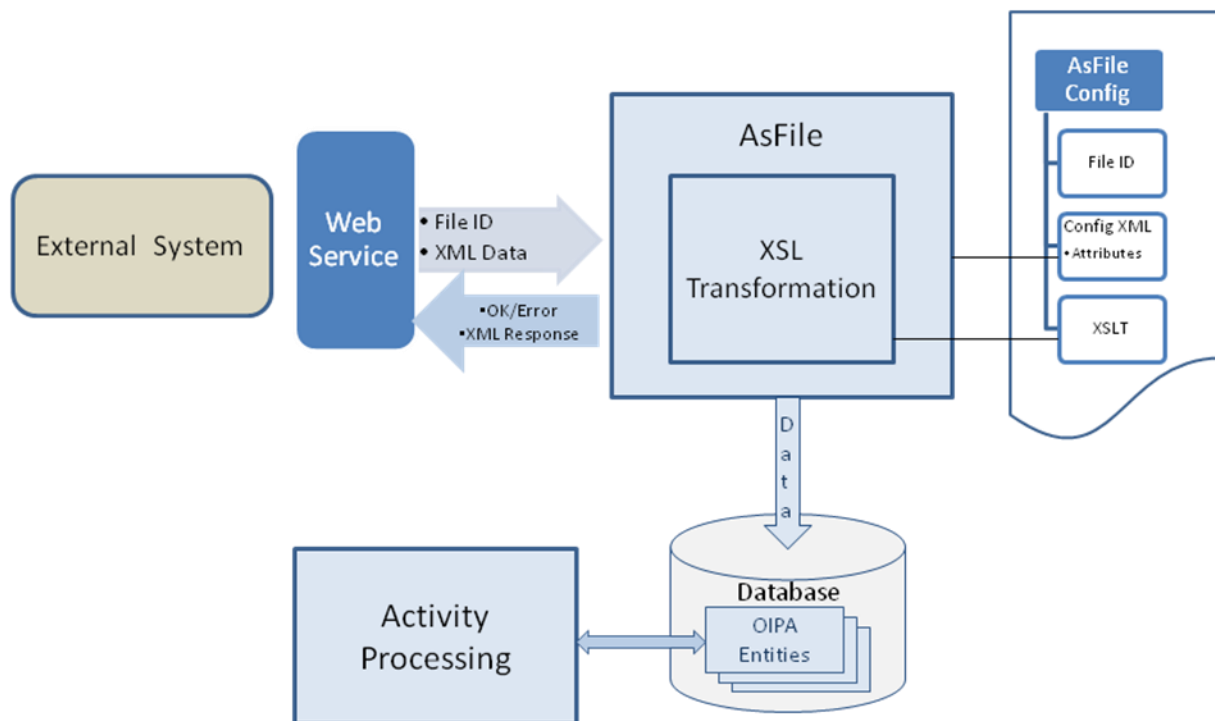 External System
Web
Service
• File ID
• XML Data
▪OK/Error
▪XML Response
AsFile
XSL
Transformation
AsFile
Config
File ID
Config XML
• Attributes
XSLT
Data
Database
OIPA
Entities
Activity
Processing